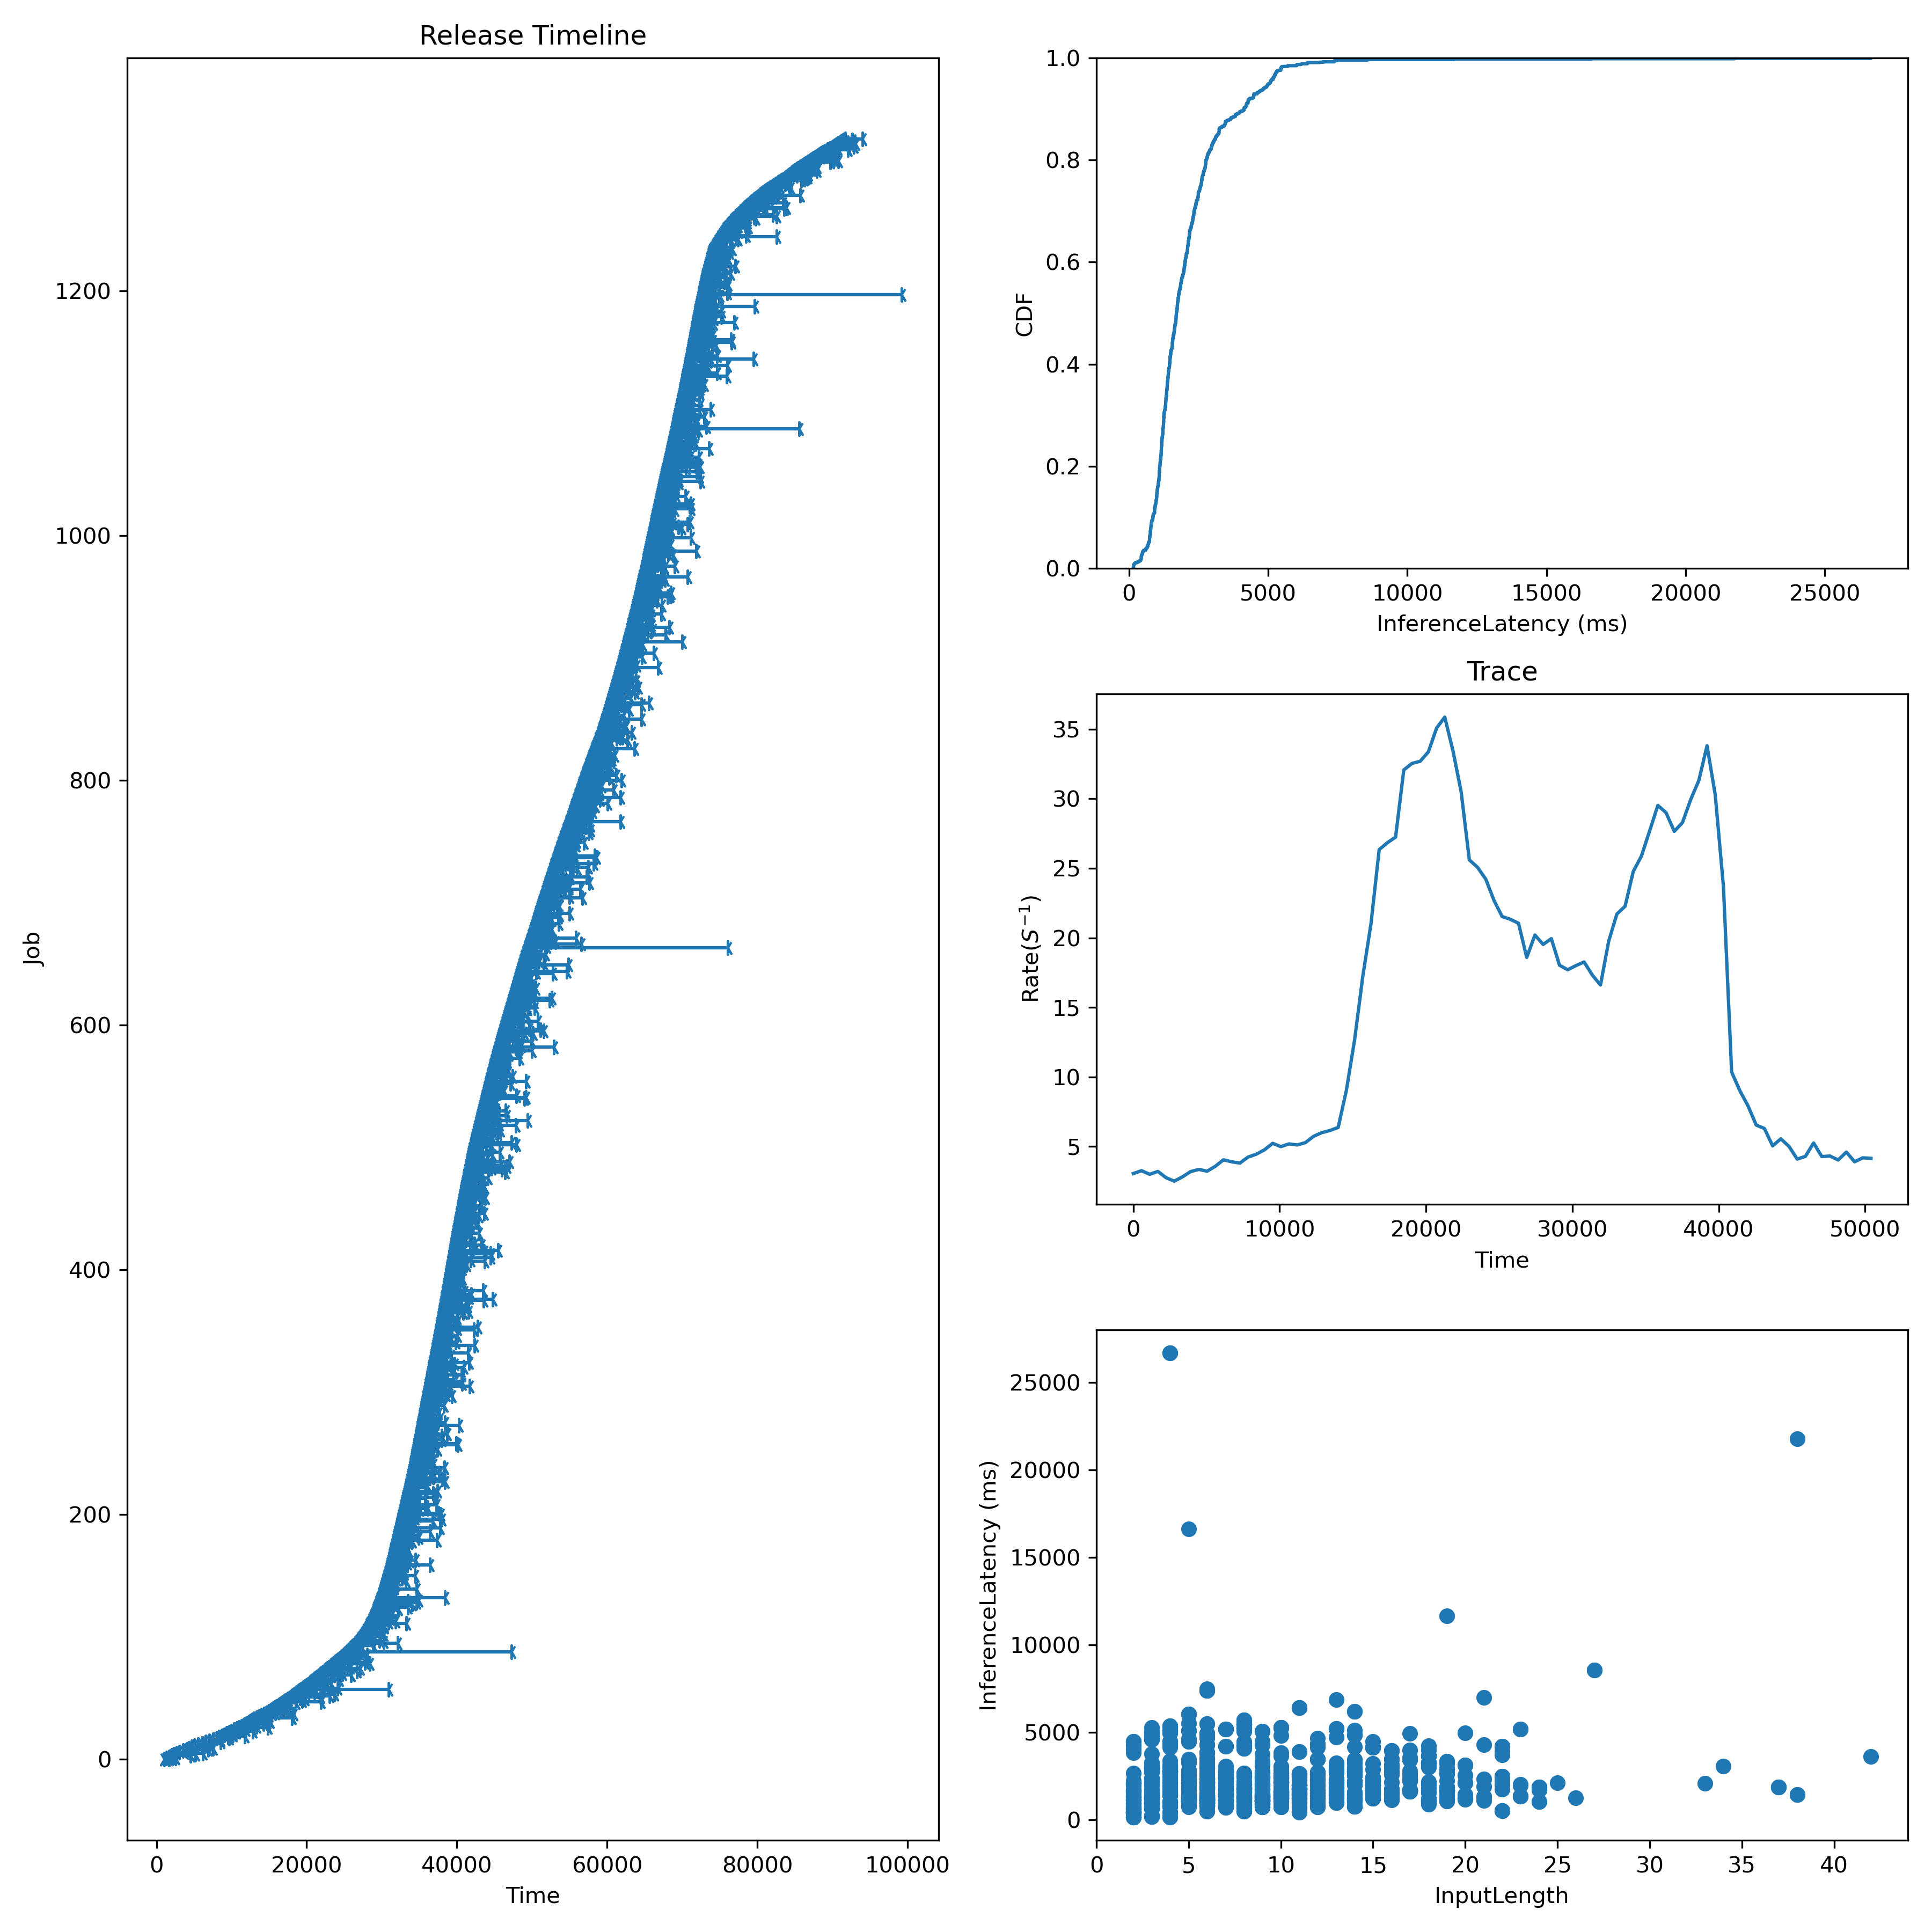 Release Timeline
Job
1200
1000
800
600
400
200
0
0 20000 40000 60000 80000 100000
Time
CDF
1.0
0.8
0.6
0.4
0.2
0.0
0 5000 10000 15000 20000 25000
InferenceLatency (ms)
Trace
Rate(S⁻¹)
35
30
25
20
15
10
5
0 10000 20000 30000 40000 50000
Time
InferenceLatency (ms)
25000
20000
15000
10000
5000
0
0 5 10 15 20 25 30 35 40
InputLength